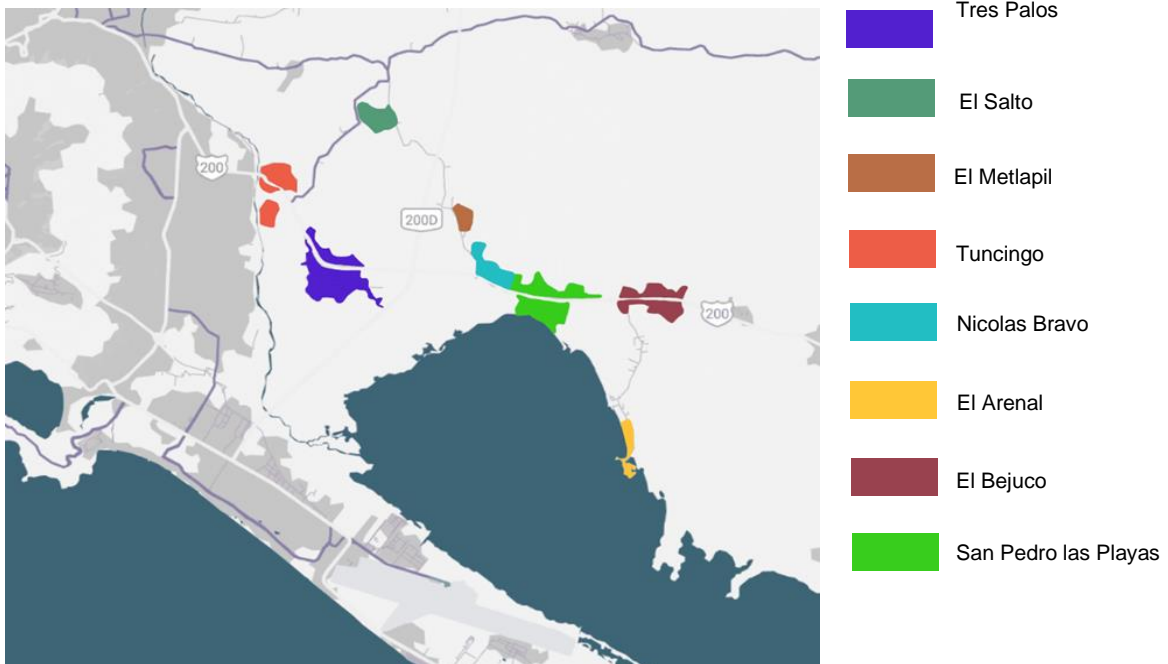 Tres Palos
El Salto
El Metlapil
Tuncingo
Nicolas Bravo
El Arenal
El Bejuco
San Pedro las Playas
200
200D
200